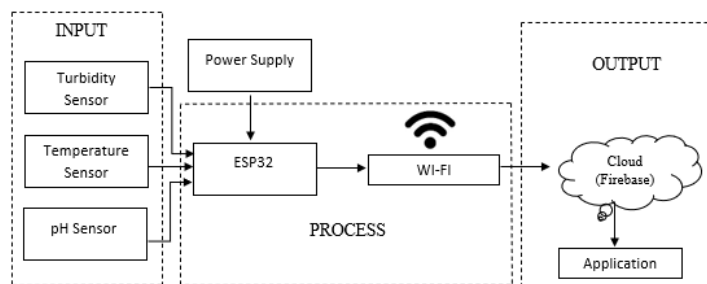 INPUT
Turbidity
Sensor
Temperature
Sensor
pH Sensor
Power Supply
ESP32
WI-FI
PROCESS
OUTPUT
Cloud
(Firebase)
Application